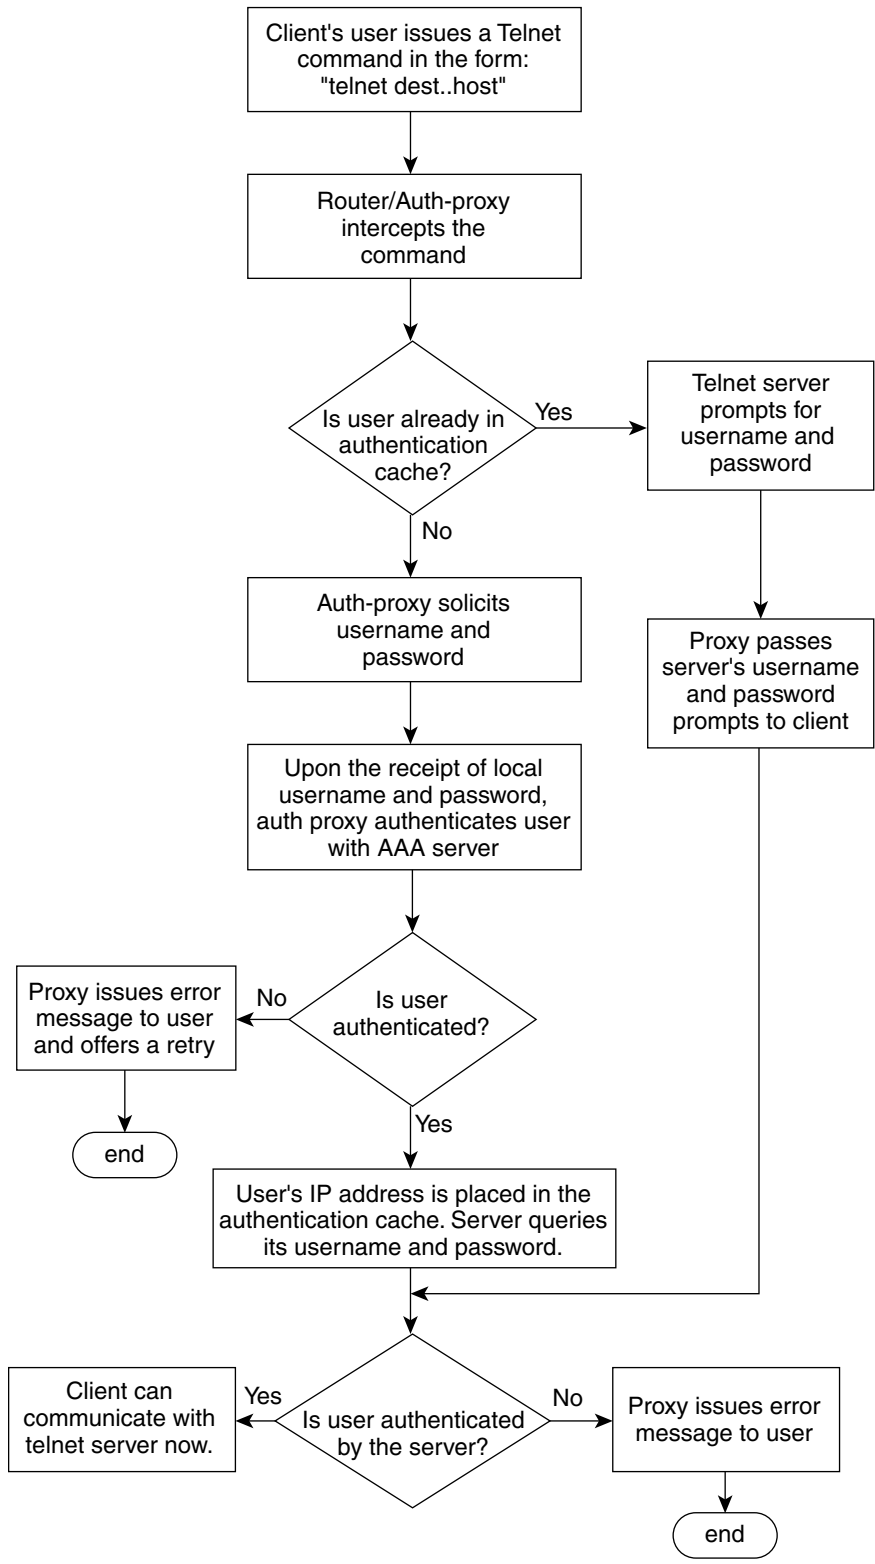 Client's user issues a Telnet
command in the form:
"telnet dest..host"
Router/Auth-proxy
intercepts the
command
Is user already in
authentication
cache?
Yes
Telnet server
prompts for
username and
password
No
Auth-proxy solicits
username and
password
Proxy passes
server's username
and password
prompts to client
Upon the receipt of local
username and password,
auth proxy authenticates user
with AAA server
Is user
authenticated?
No
Proxy issues error
message to user
and offers a retry
end
Yes
User's IP address is placed in the
authentication cache. Server queries
its username and password.
Is user authenticated
by the server?
Yes
Client can
communicate with
telnet server now.
No
Proxy issues error
message to user
end